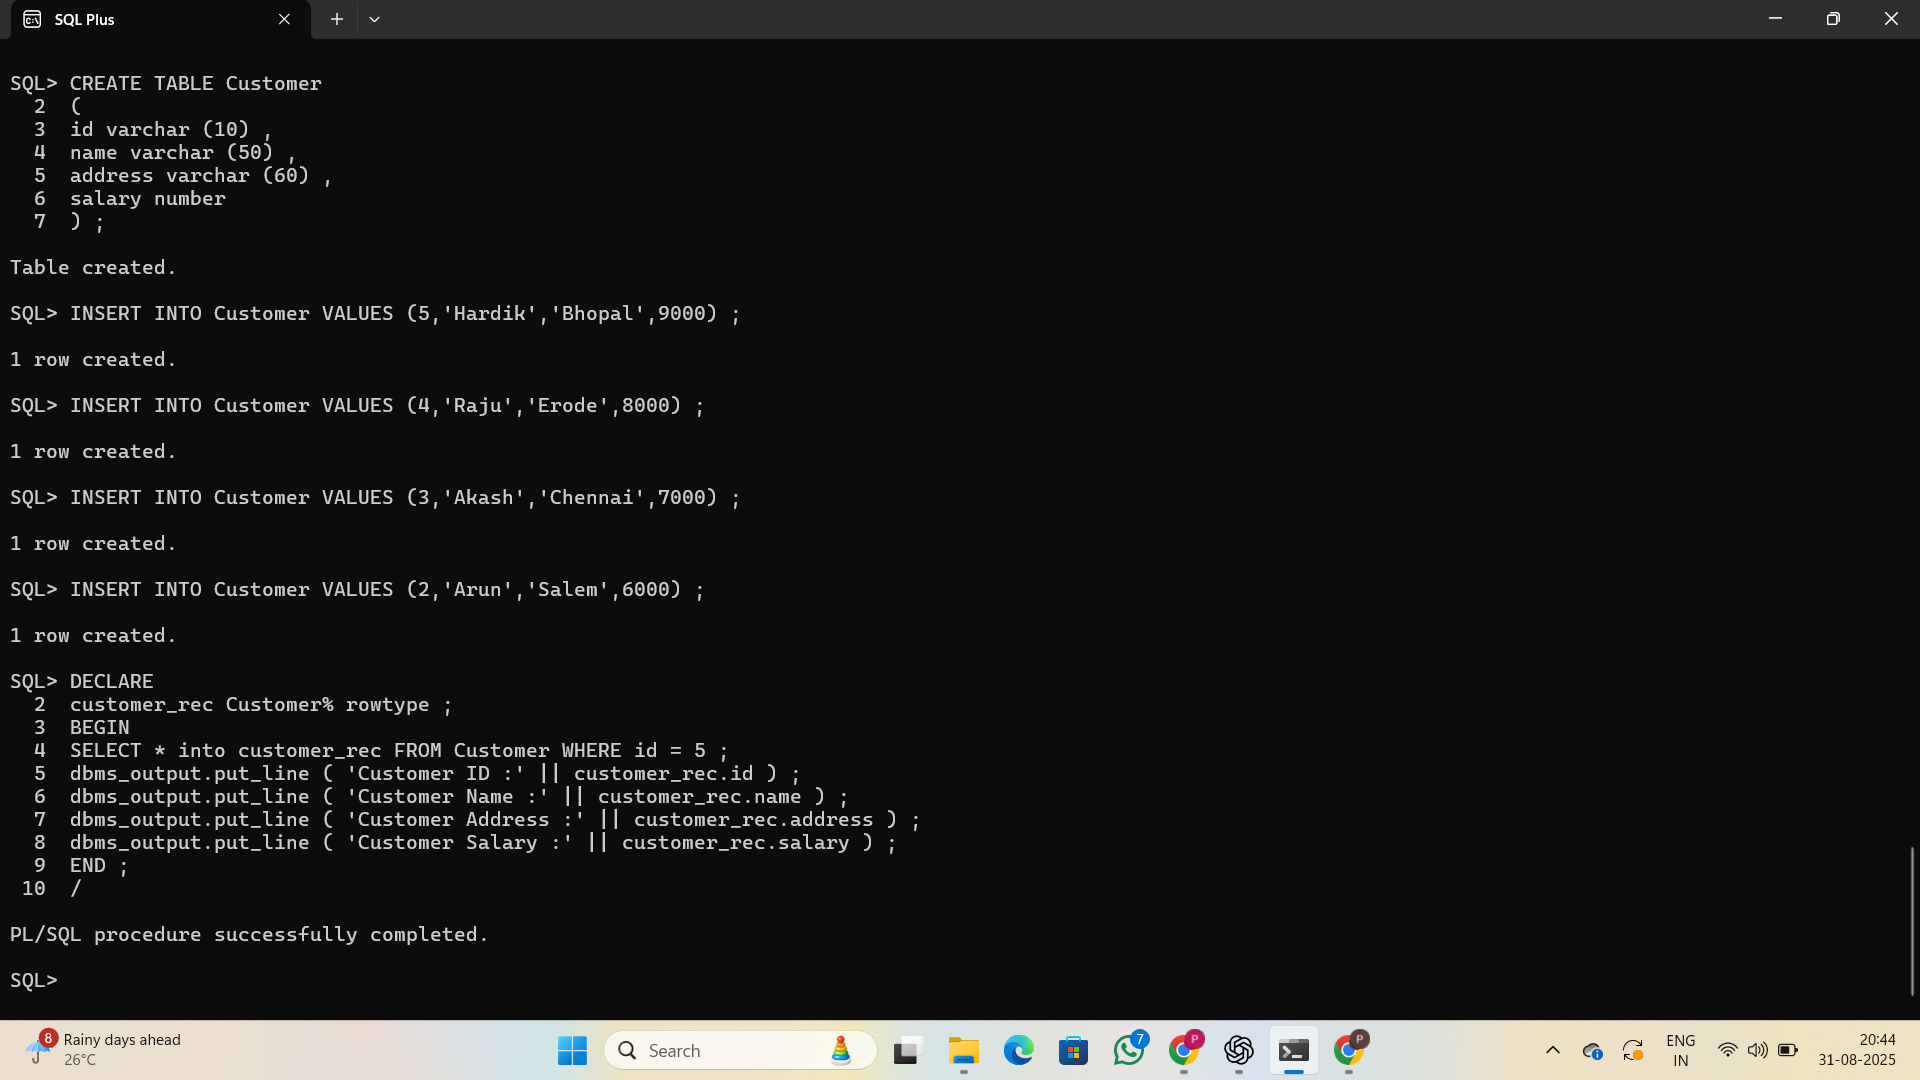 SQL Plus
SQL> CREATE TABLE Customer
  2  (
  3  id varchar (10) ,
  4  name varchar (50) ,
  5  address varchar (60) ,
  6  salary number
  7  ) ;
Table created.
SQL> INSERT INTO Customer VALUES (5,'Hardik','Bhopal',9000) ;
1 row created.
SQL> INSERT INTO Customer VALUES (4,'Raju','Erode',8000) ;
1 row created.
SQL> INSERT INTO Customer VALUES (3,'Akash','Chennai',7000) ;
1 row created.
SQL> INSERT INTO Customer VALUES (2,'Arun','Salem',6000) ;
1 row created.
SQL> DECLARE
  2  customer_rec Customer% rowtype ;
  3  BEGIN
  4  SELECT * into customer_rec FROM Customer WHERE id = 5 ;
  5  dbms_output.put_line ( 'Customer ID :' || customer_rec.id ) ;
  6  dbms_output.put_line ( 'Customer Name :' || customer_rec.name ) ;
  7  dbms_output.put_line ( 'Customer Address :' || customer_rec.address ) ;
  8  dbms_output.put_line ( 'Customer Salary :' || customer_rec.salary ) ;
  9  END ;
 10  /
PL/SQL procedure successfully completed.
SQL>
8 Rainy days ahead
26°C
Search
7
P
P
ENG
IN
20:44
31-08-2025